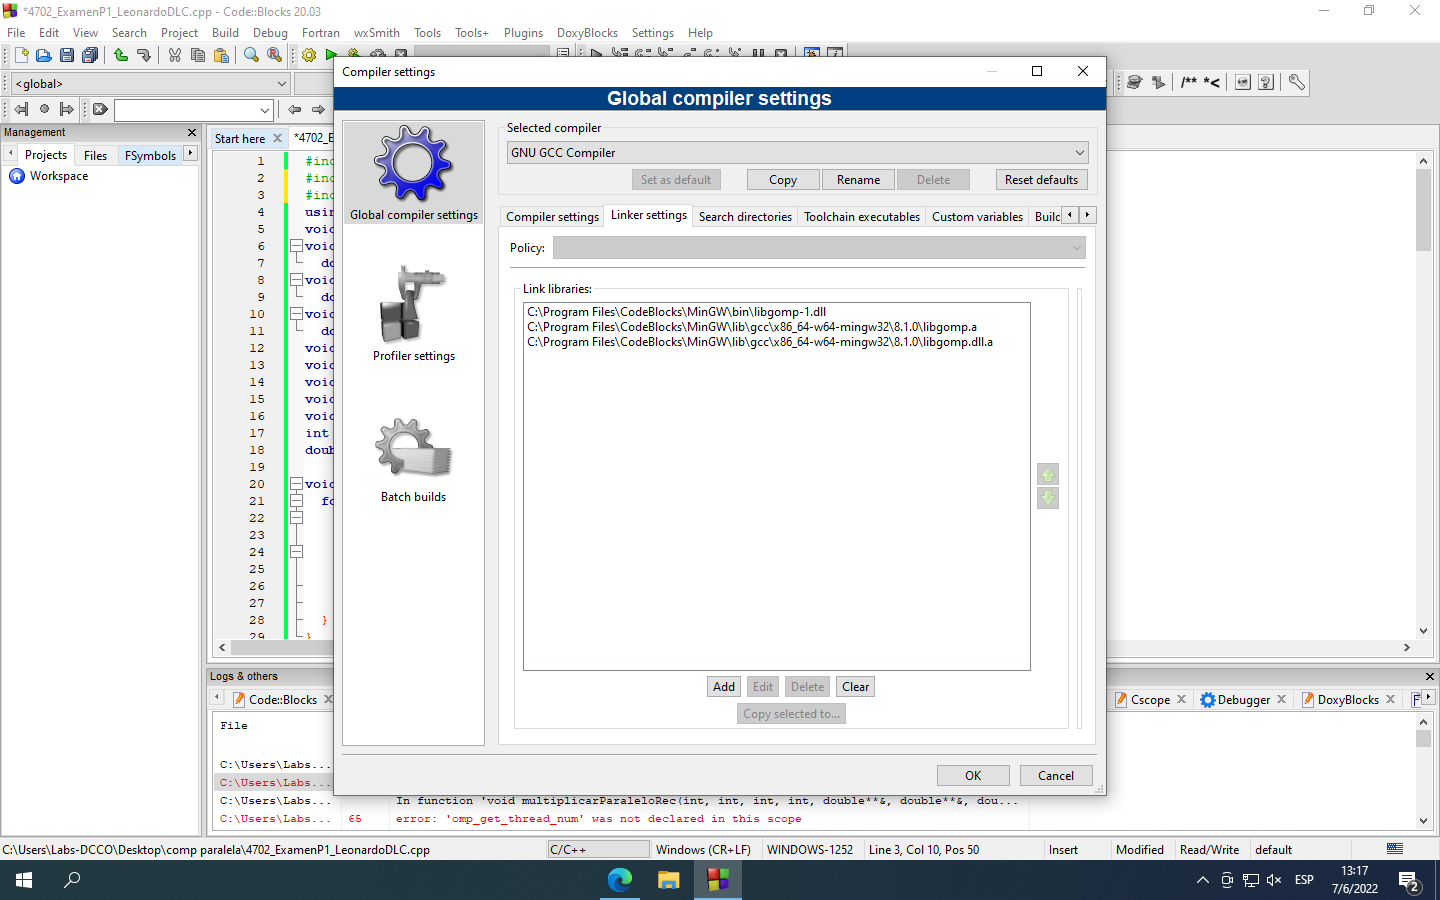 *4702_ExamenP1_LeonardoDLC.cpp - Code::Blocks 20.03
File Edit View Search Project Build Debug Fortran wxSmith Tools Tools+ Plugins DoxyBlocks Settings Help
<global>
/** *<
Compiler settings
Global compiler settings
Management
Projects Files FSymbols
Workspace
Start here *4702_E
1 #inc
2 #inc
3 #inc
4 usin
5 voic
6 voic
7 do
8 voic
9 do
10 voic
11 do
12 voic
13 voic
14 voic
15 voic
16 voic
17 int
18 doub
19
20 voic
21 fo
22
23
24
25
26
27
28 }
29 }
Global compiler settings
Profiler settings
Batch builds
Selected compiler
GNU GCC Compiler
Set as default Copy Rename Delete Reset defaults
Compiler settings Linker settings Search directories Toolchain executables Custom variables Builc
Policy:
Link libraries:
C:\Program Files\CodeBlocks\MinGW\bin\libgomp-1.dll
C:\Program Files\CodeBlocks\MinGW\lib\gcc\x86_64-w64-mingw32\8.1.0\libgomp.a
C:\Program Files\CodeBlocks\MinGW\lib\gcc\x86_64-w64-mingw32\8.1.0\libgomp.dll.a
Add Edit Delete Clear
Copy selected to...
OK Cancel
Logs & others
Code::Blocks Cscope Debugger DoxyBlocks F
File
C:\Users\Labs...
C:\Users\Labs...
C:\Users\Labs... In function 'void multiplicarParaleloRec(int, int, int, int, double**&, double**&, dou...
C:\Users\Labs... 65 error: 'omp_get_thread_num' was not declared in this scope
C:\Users\Labs-DCCO\Desktop\comp paralela\4702_ExamenP1_LeonardoDLC.cpp C/C++ Windows (CR+LF) WINDOWS-1252 Line 3, Col 10, Pos 50 Insert Modified Read/Write default
ESP 13:17
7/6/2022 2